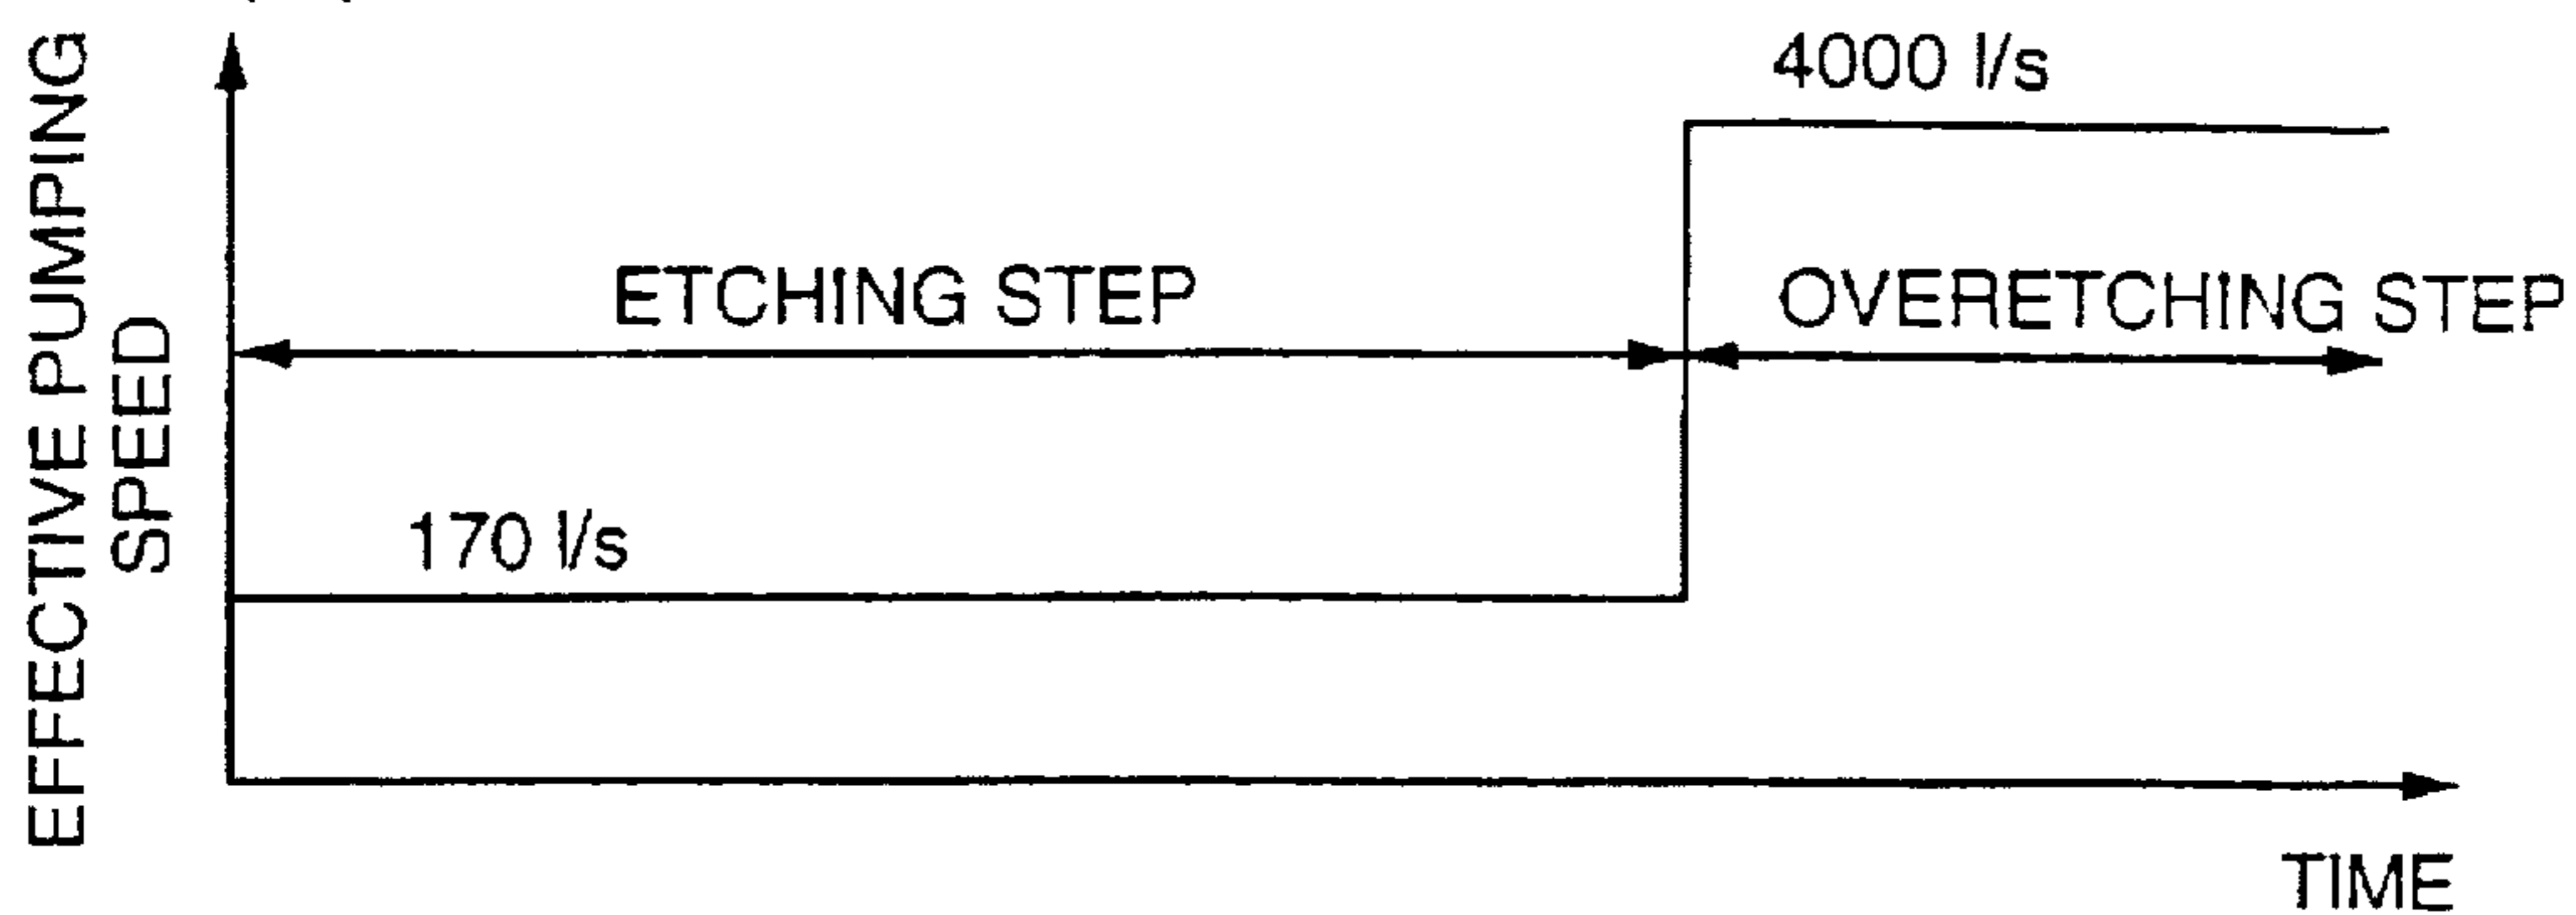 EFFECTIVE PUMPING
SPEED
4000 l/s
ETCHING STEP
OVERETCHING STEP
170 l/s
TIME